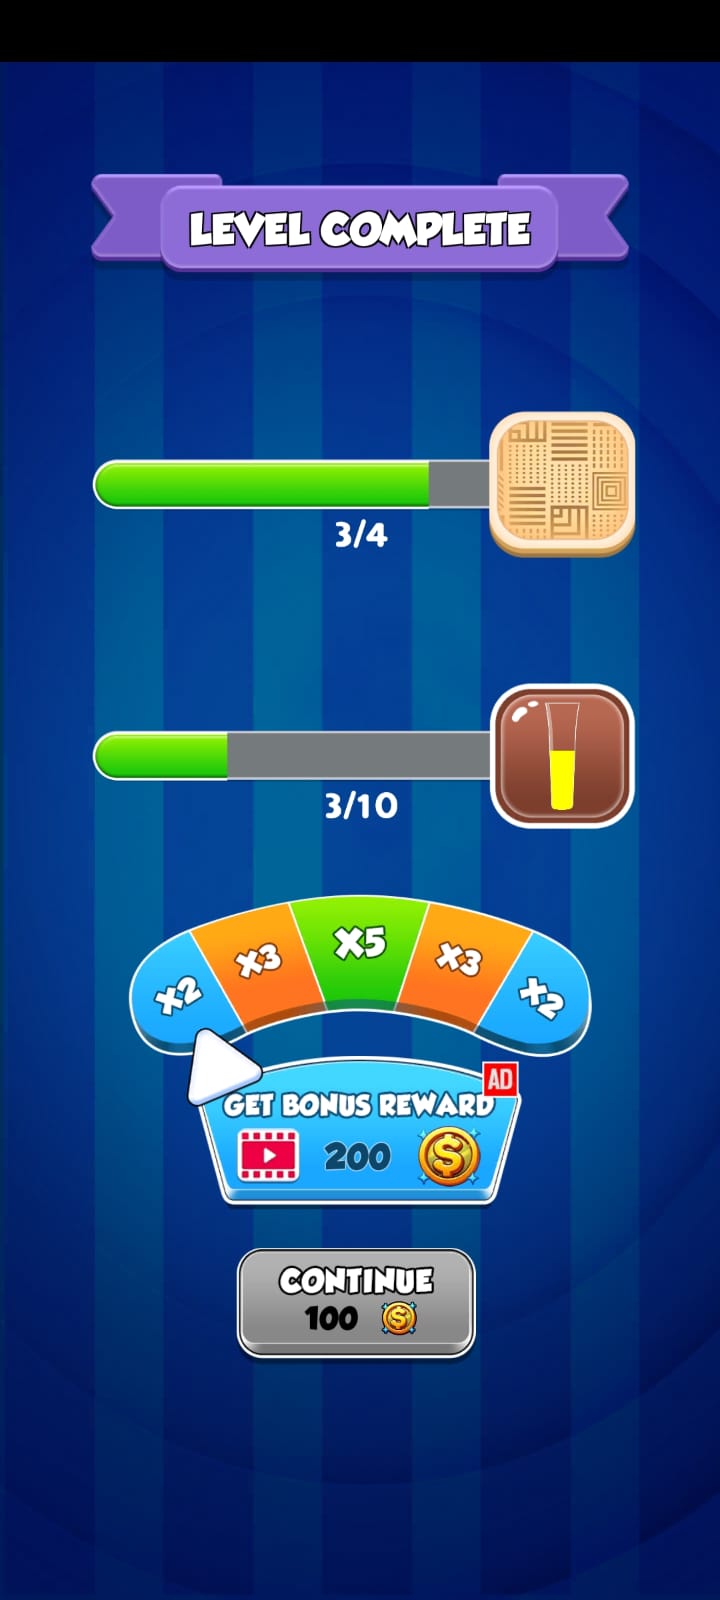 LEVEL COMPLETE
3/4
3/10
X2 X3 X5 X3 X2
AD
GET BONUS REWARD
200
CONTINUE
100